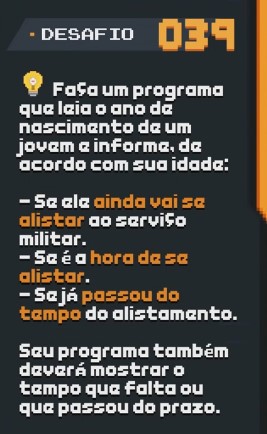 • DESAFIO 039
Faça um programa
que leia o ano de
nascimento de um
jovem e informe, de
acordo com sua idade:
– Se ele ainda vai se
alistar ao serviço
militar.
– Se é a hora de se
alistar.
– Se já passou do
tempo do alistamento.
Seu programa também
deverá mostrar o
tempo que falta ou
que passou do prazo.